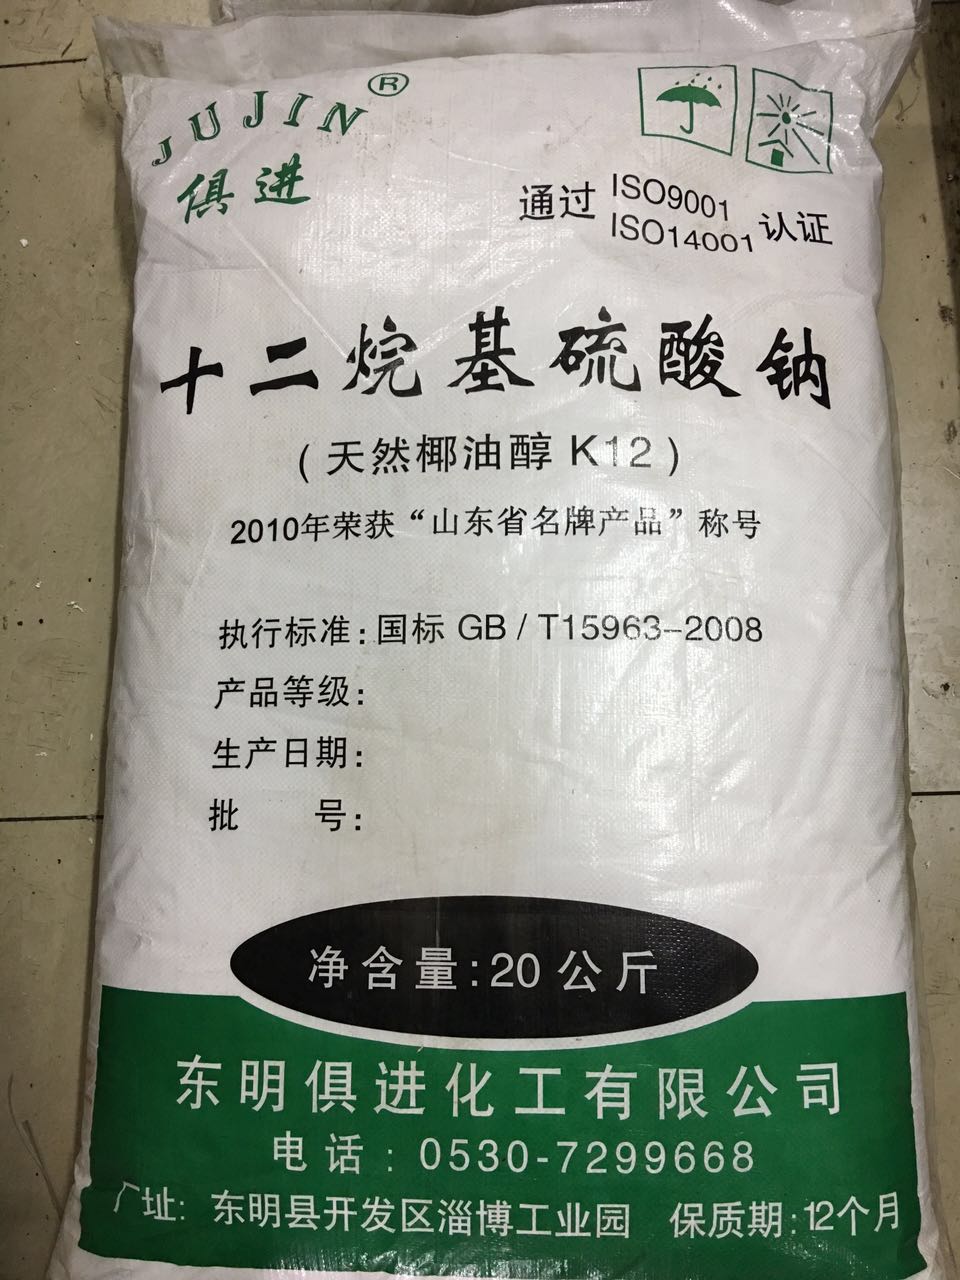 JUJIN®
俱进
通过 ISO9001 ISO14001 认证
十二烷基硫酸钠
(天然椰油醇 K12)
2010年荣获“山东省名牌产品”称号
执行标准:国标 GB/T15963-2008
产品等级:
生产日期:
批 号:
净含量:20公斤
东明俱进化工有限公司
电话:0530-7299668
厂址:东明县开发区淄博工业园 保质期:12个月